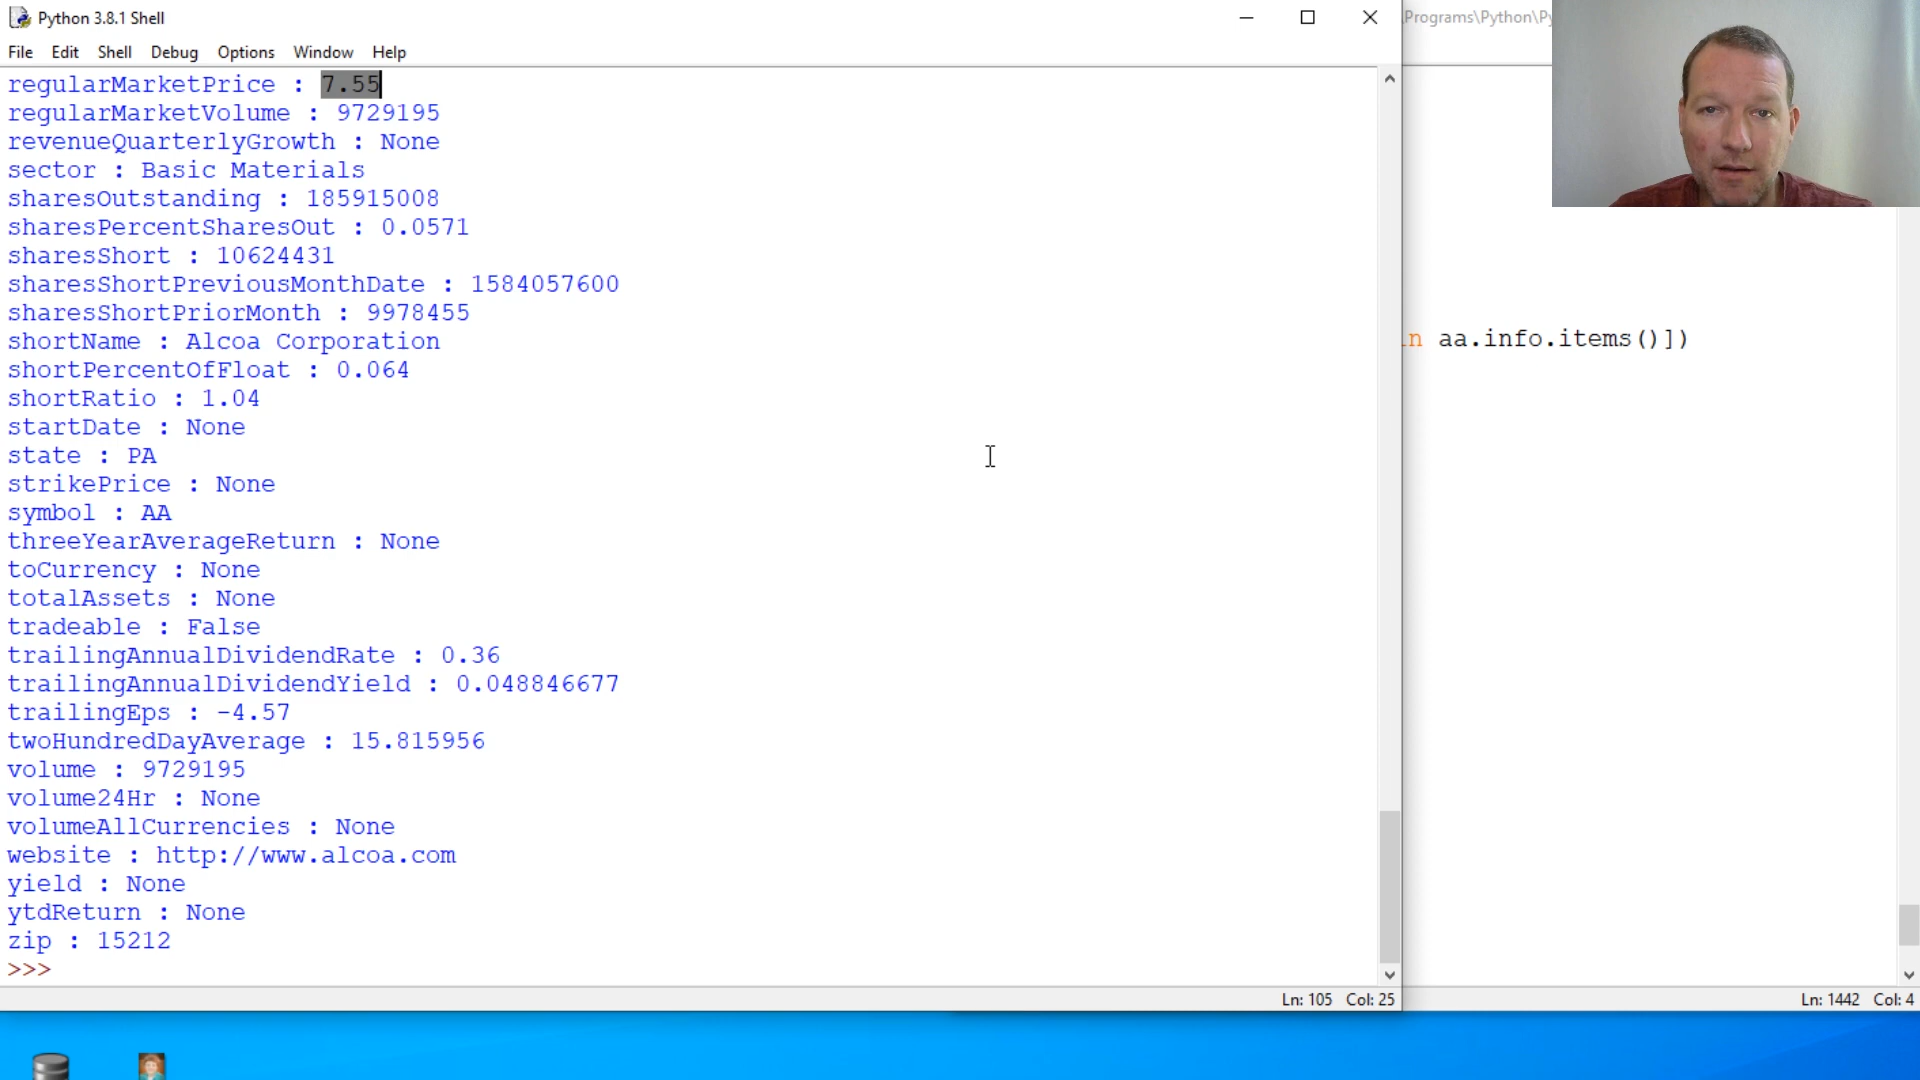 Python 3.8.1 Shell
Programs\Python\Py
File Edit Shell Debug Options Window Help
regularMarketPrice : 7.55
regularMarketVolume : 9729195
revenueQuarterlyGrowth : None
sector : Basic Materials
sharesOutstanding : 185915008
sharesPercentSharesOut : 0.0571
sharesShort : 10624431
sharesShortPreviousMonthDate : 1584057600
sharesShortPriorMonth : 9978455
shortName : Alcoa Corporation
n aa.info.items()])
shortPercentOfFloat : 0.064
shortRatio : 1.04
startDate : None
state : PA
strikePrice : None
symbol : AA
threeYearAverageReturn : None
toCurrency : None
totalAssets : None
tradeable : False
trailingAnnualDividendRate : 0.36
trailingAnnualDividendYield : 0.048846677
trailingEps : -4.57
twoHundredDayAverage : 15.815956
volume : 9729195
volume24Hr : None
volumeAllCurrencies : None
website : http://www.alcoa.com
yield : None
ytdReturn : None
zip : 15212
>>>
Ln: 105 Col: 25
Ln: 1442 Col: 4